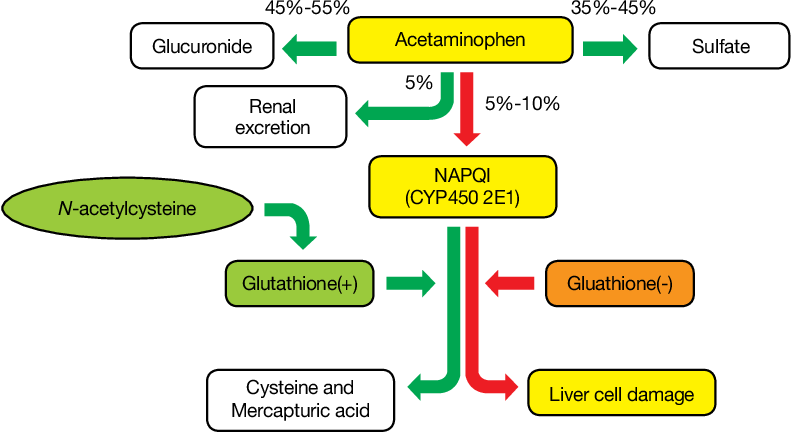 45%-55%
35%-45%
Glucuronide
Acetaminophen
Sulfate
5%
5%-10%
Renal
excretion
NAPQI
(CYP450 2E1)
N-acetylcysteine
Glutathione(+)
Gluathione(-)
Cysteine and
Mercapturic acid
Liver cell damage